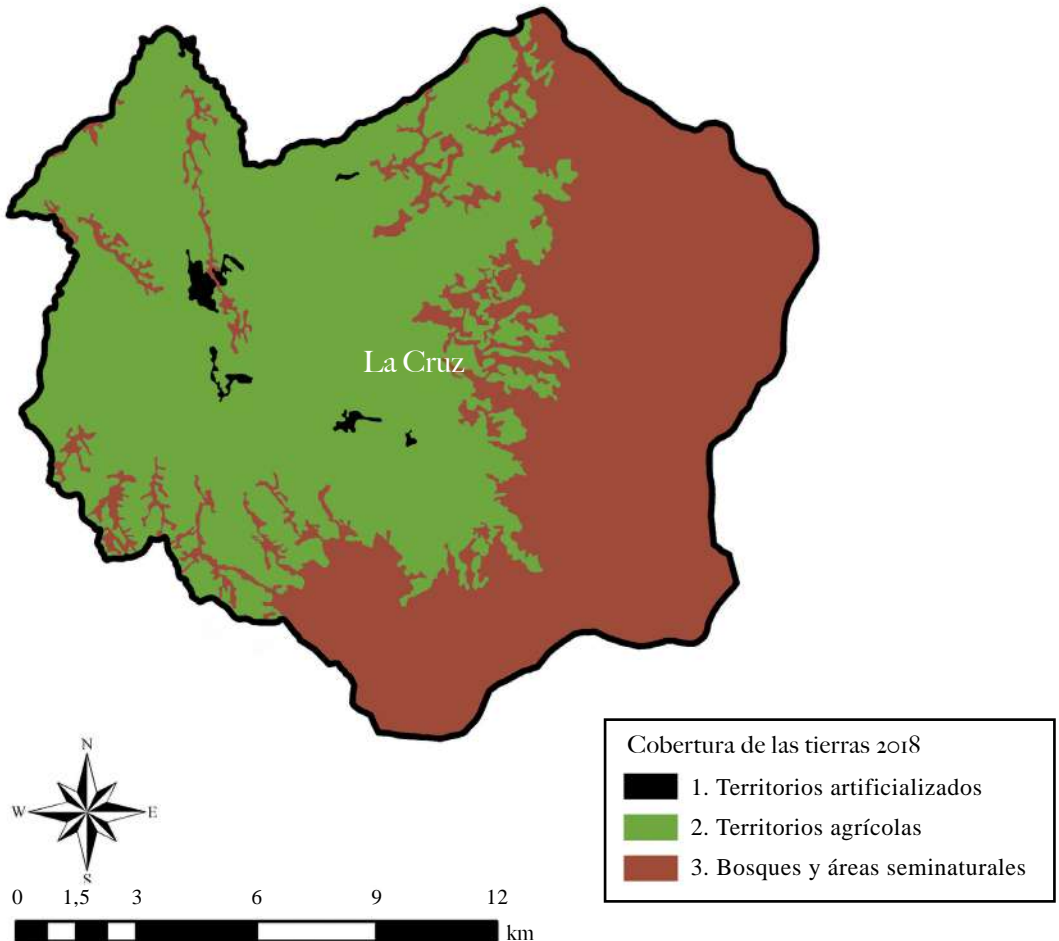 La Cruz
Cobertura de las tierras 2018
1. Territorios artificializados
2. Territorios agrícolas
3. Bosques y áreas seminaturales
N
W E
S
0 1,5 3 6 9 12
km